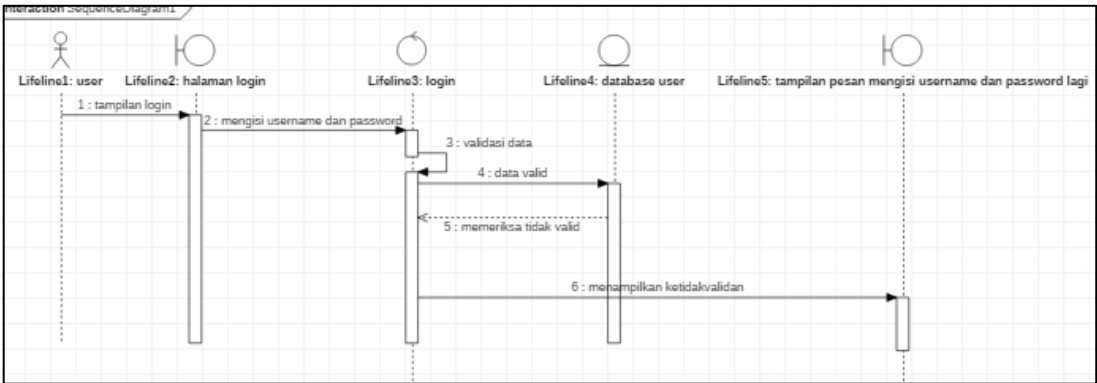 interaction SequenceDiagram1
Lifeline1: user
Lifeline2: halaman login
Lifeline3: login
Lifeline4: database user
Lifeline5: tampilan pesan mengisi username dan password lagi
1 : tampilan login
2 : mengisi username dan password
3 : validasi data
4 : data valid
5 : memeriksa tidak valid
6 : menampilkan ketidakvalidan